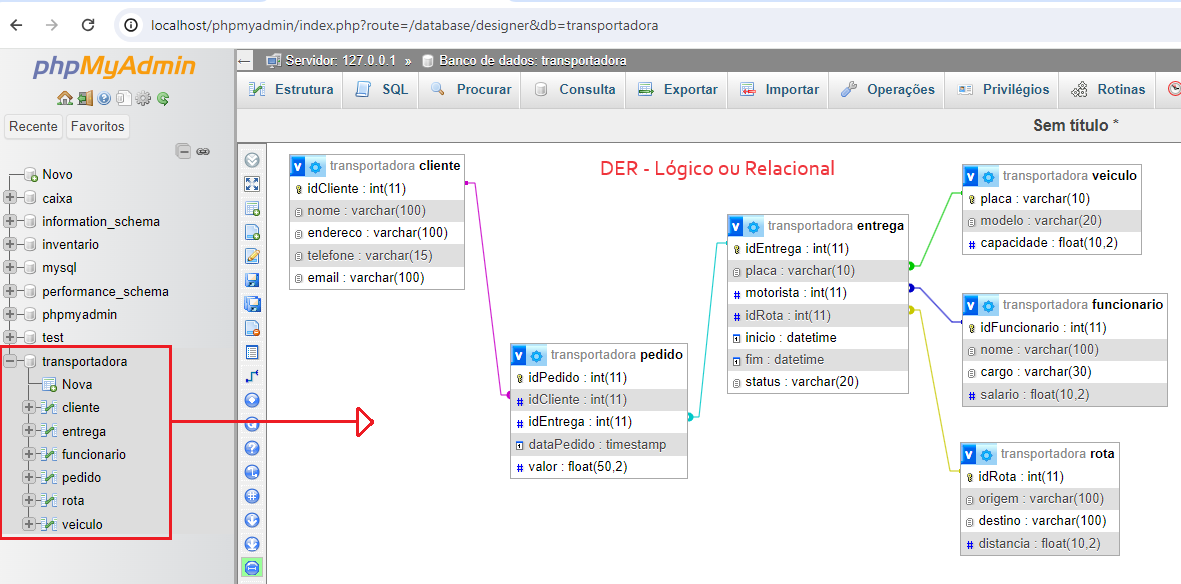 localhost/phpmyadmin/index.php?route=/database/designer&db=transportadora
phpMyAdmin
Recente
Favoritos
Novo
caixa
information_schema
inventario
mysql
performance_schema
phpmyadmin
test
transportadora
Nova
cliente
entrega
funcionario
pedido
rota
veiculo
Servidor: 127.0.0.1 » Banco de dados: transportadora
Estrutura
SQL
Procurar
Consulta
Exportar
Importar
Operações
Privilégios
Rotinas
Sem título *
DER - Lógico ou Relacional
transportadora cliente
idCliente : int(11)
nome : varchar(100)
endereco : varchar(100)
telefone : varchar(15)
email : varchar(100)
transportadora pedido
idPedido : int(11)
idCliente : int(11)
idEntrega : int(11)
dataPedido : timestamp
valor : float(50,2)
transportadora entrega
idEntrega : int(11)
placa : varchar(10)
motorista : int(11)
idRota : int(11)
inicio : datetime
fim : datetime
status : varchar(20)
transportadora veiculo
placa : varchar(10)
modelo : varchar(20)
capacidade : float(10,2)
transportadora funcionario
idFuncionario : int(11)
nome : varchar(100)
cargo : varchar(30)
salario : float(10,2)
transportadora rota
idRota : int(11)
origem : varchar(100)
destino : varchar(100)
distancia : float(10,2)